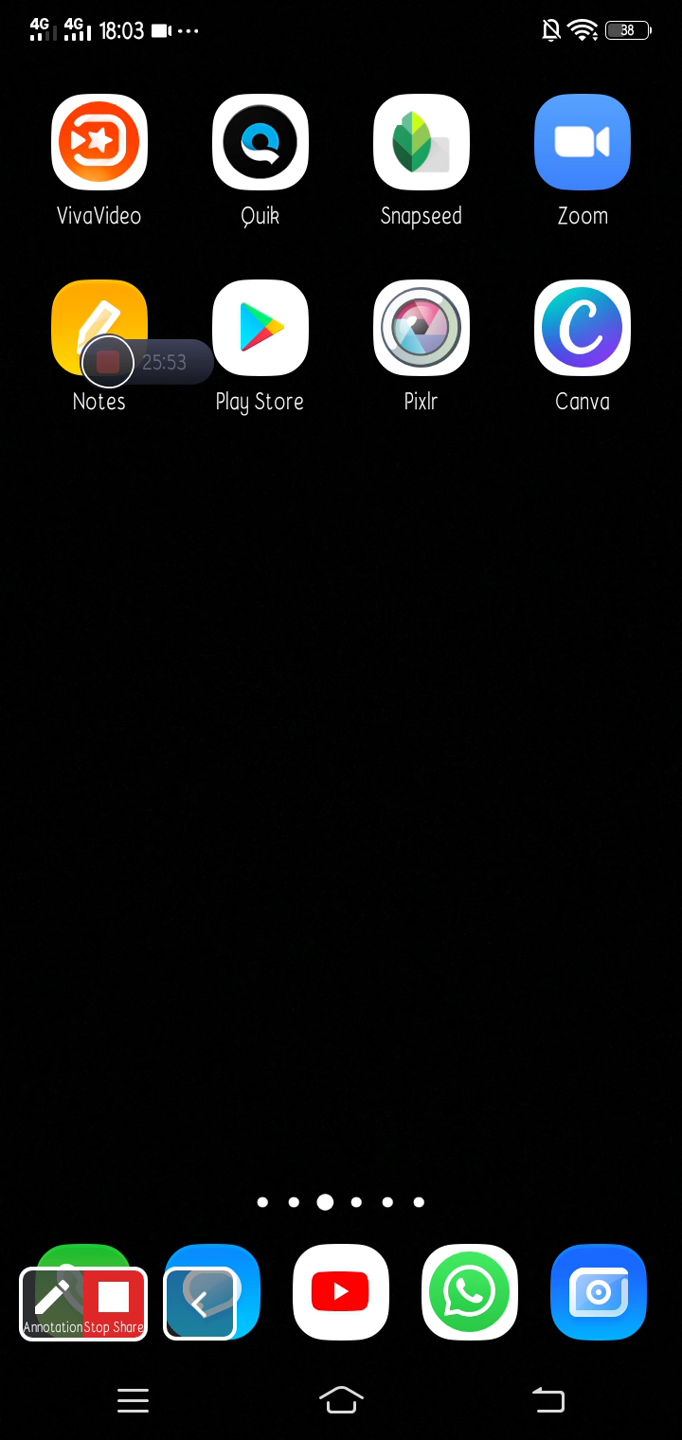 4G 4G 18:03 38
VivaVideo Quik Snapseed Zoom
25:53
Notes Play Store Pixlr Canva
Annotation Stop Share